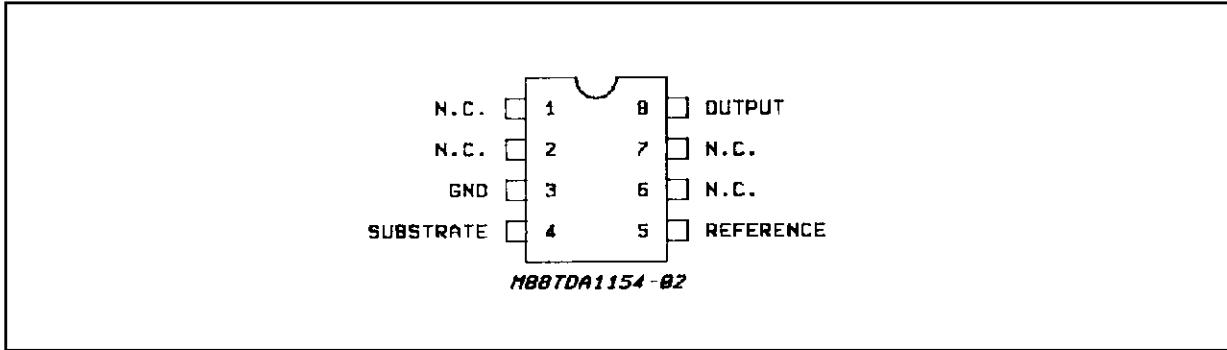 N.C. 1 8 OUTPUT
N.C. 2 7 N.C.
GND 3 6 N.C.
SUBSTRATE 4 5 REFERENCE
M88TDA1154-02